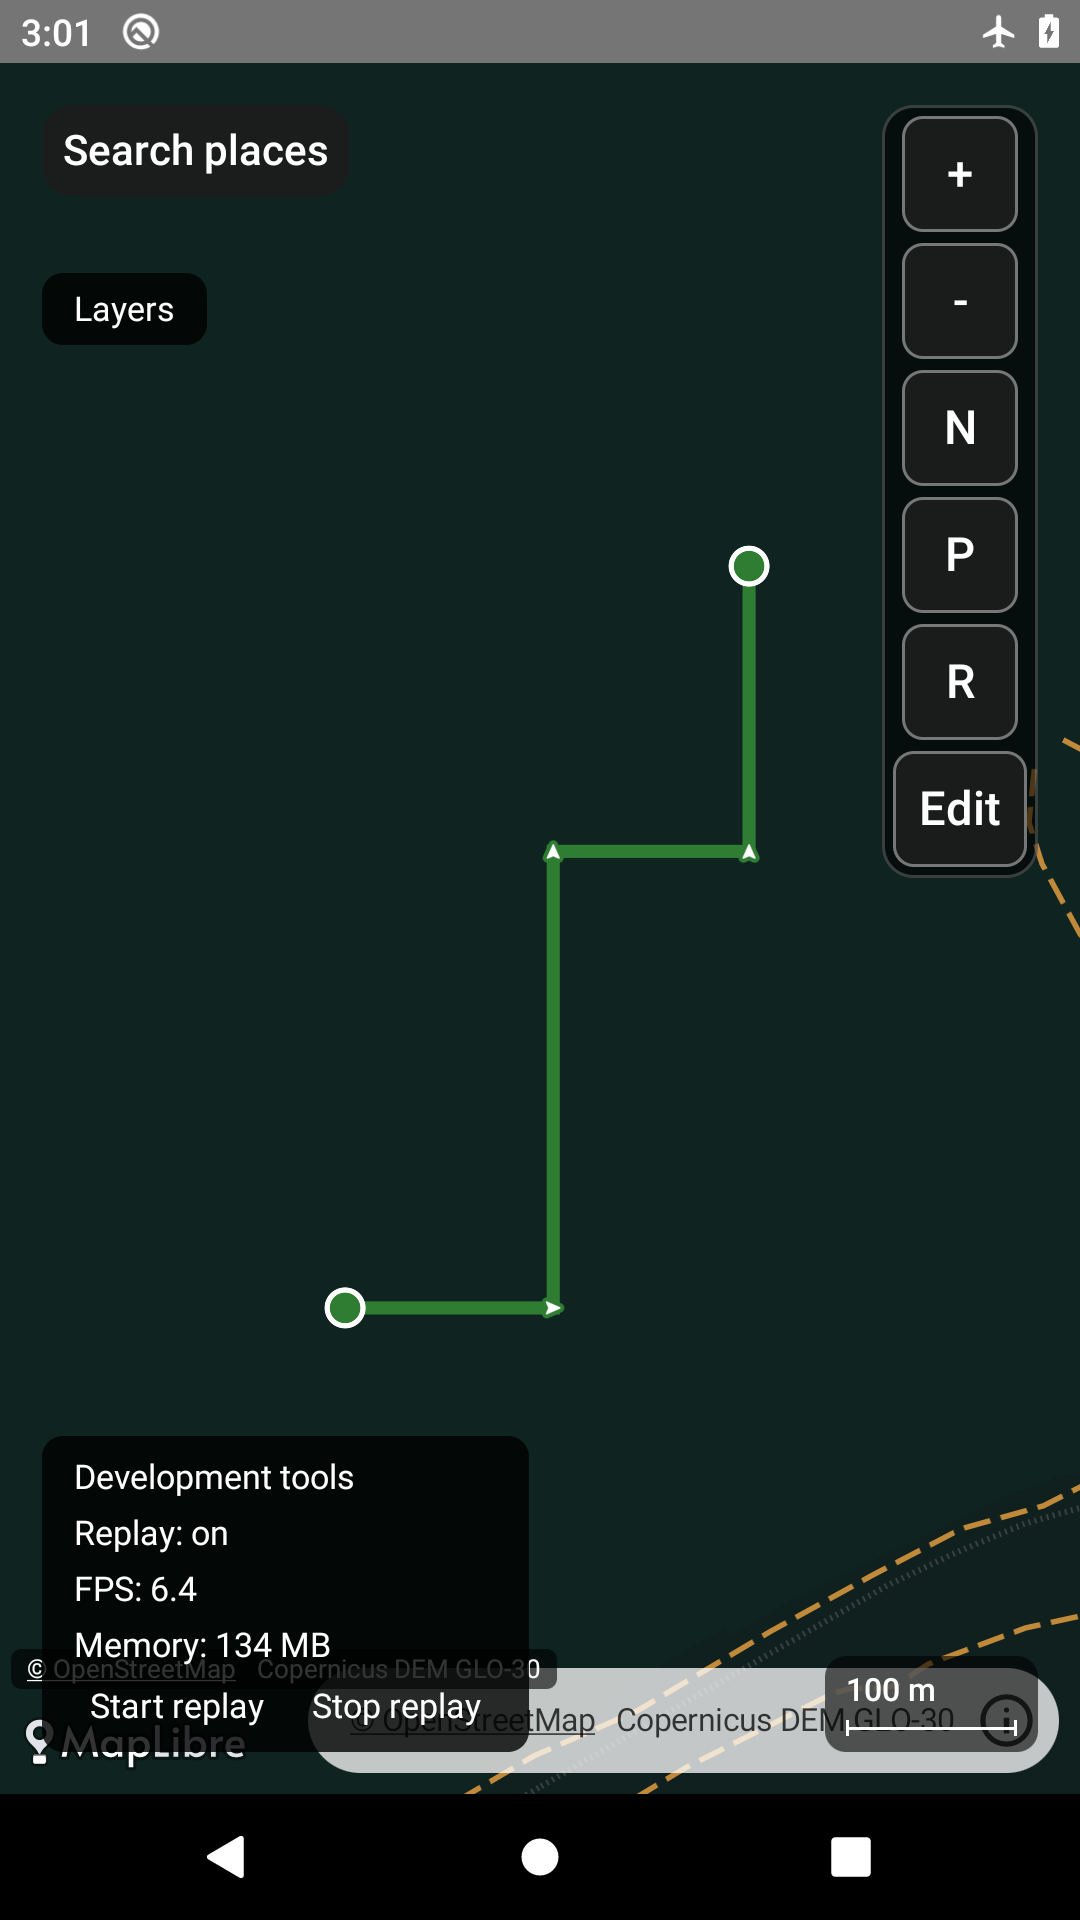 3:01
Search places
Layers
+
-
N
P
R
Edit
Development tools
Replay: on
FPS: 6.4
Memory: 134 MB
© OpenStreetMap Copernicus DEM GLO-30
Start replay Stop replay
© OpenStreetMap Copernicus DEM GLO-30
100 m
MapLibre